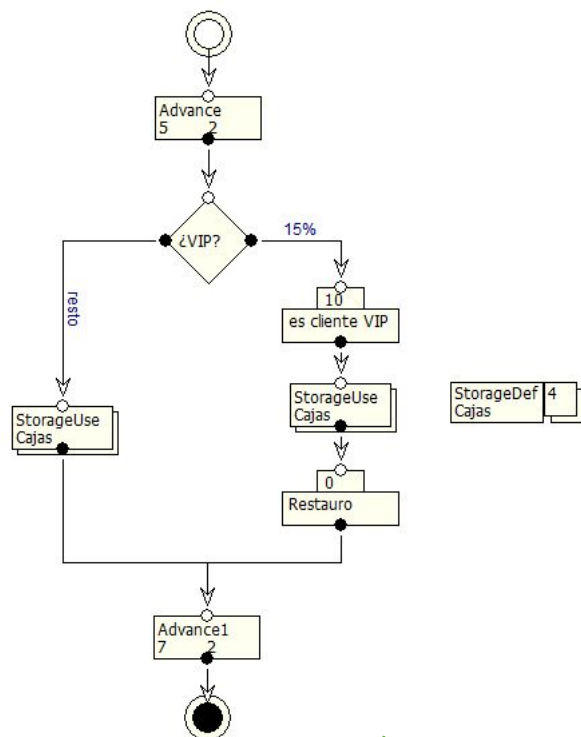 Advance
5 2
¿VIP?
15%
resto
10
es cliente VIP
StorageUse
Cajas
StorageUse
Cajas
StorageDef 4
Cajas
0
Restauro
Advance1
7 2